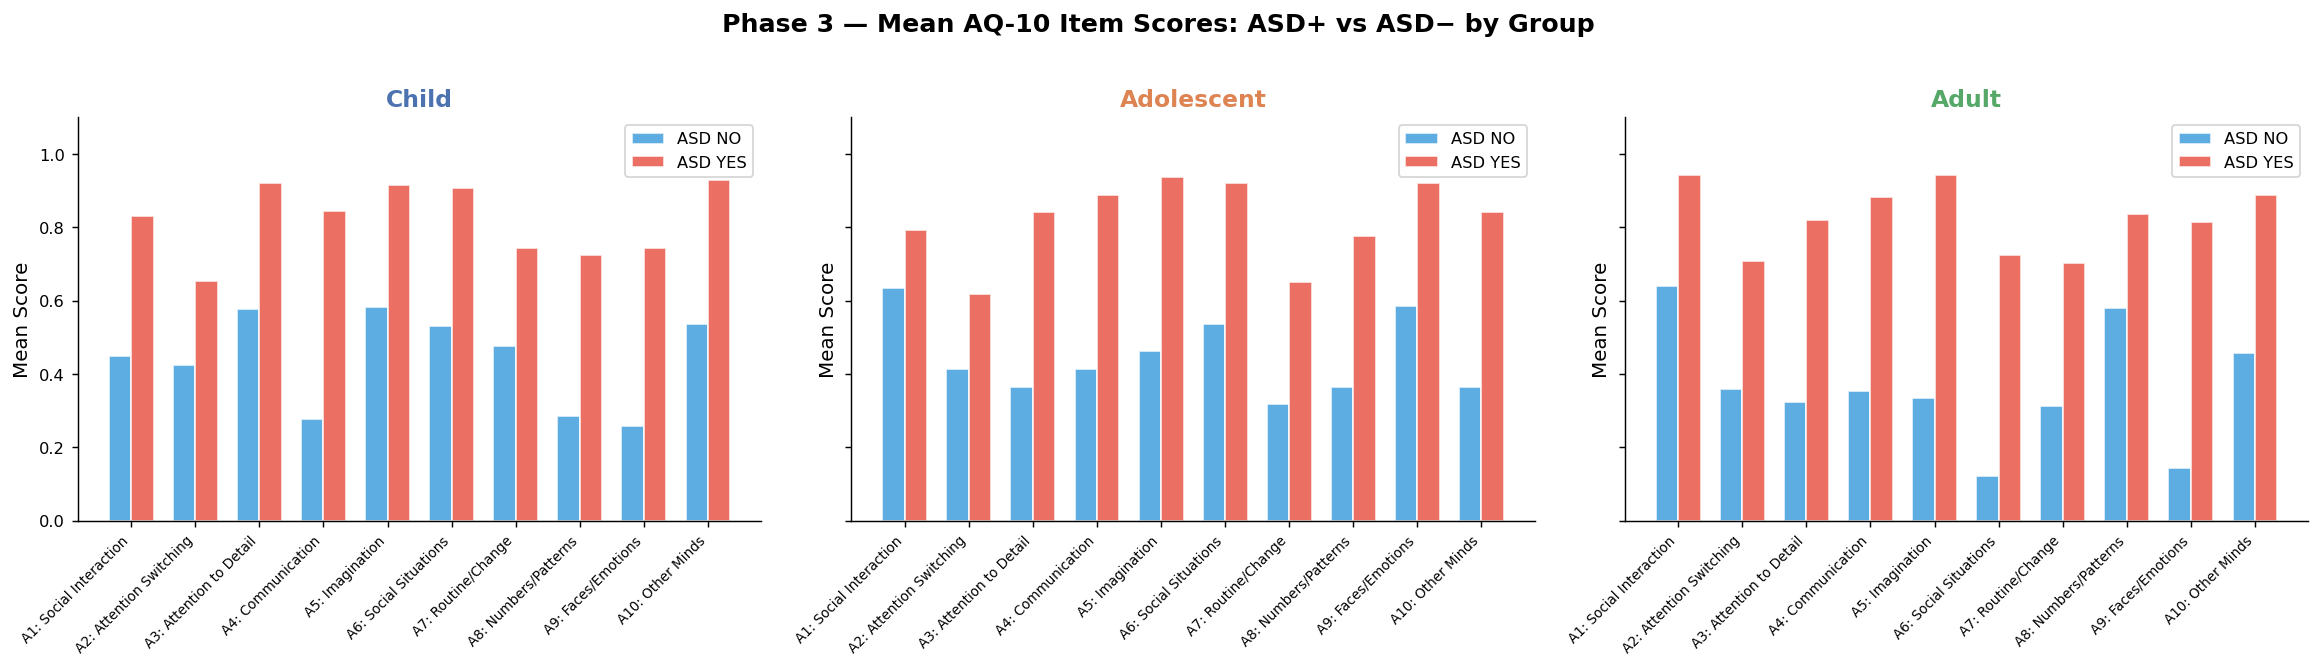 Phase 3 — Mean AQ-10 Item Scores: ASD+ vs ASD− by Group
Child
Mean Score
1.0
0.8
0.6
0.4
0.2
0.0
ASD NO
ASD YES
A1: Social Interaction
A2: Attention Switching
A3: Attention to Detail
A4: Communication
A5: Imagination
A6: Social Situations
A7: Routine/Change
A8: Numbers/Patterns
A9: Faces/Emotions
A10: Other Minds
Adolescent
Mean Score
ASD NO
ASD YES
A1: Social Interaction
A2: Attention Switching
A3: Attention to Detail
A4: Communication
A5: Imagination
A6: Social Situations
A7: Routine/Change
A8: Numbers/Patterns
A9: Faces/Emotions
A10: Other Minds
Adult
Mean Score
ASD NO
ASD YES
A1: Social Interaction
A2: Attention Switching
A3: Attention to Detail
A4: Communication
A5: Imagination
A6: Social Situations
A7: Routine/Change
A8: Numbers/Patterns
A9: Faces/Emotions
A10: Other Minds